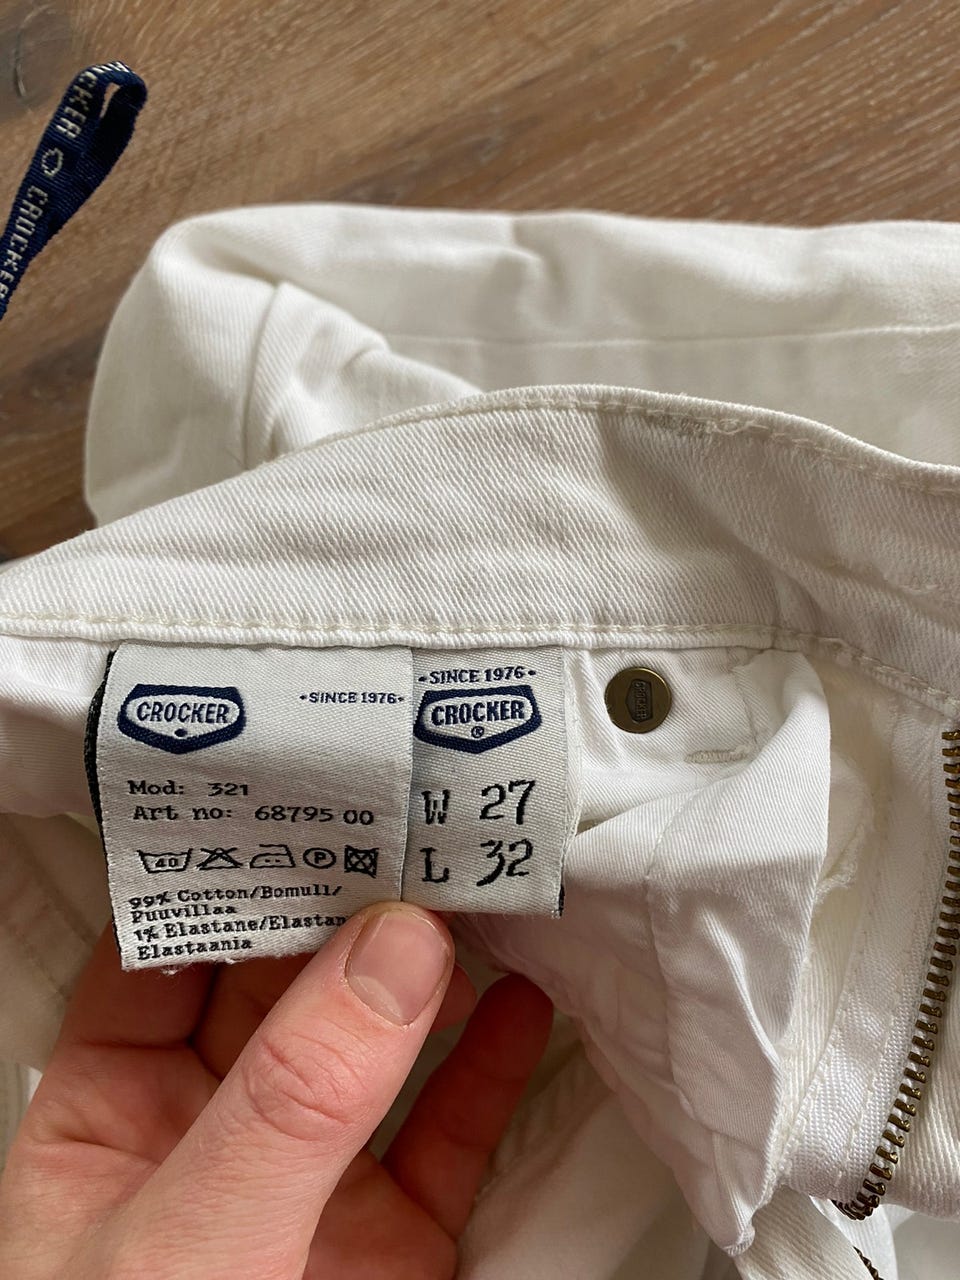 CROCKER
CROCKER
CROCKER
·SINCE 1976·
Mod: 321
Art no: 68795 00
40
P
99% Cotton/Bomull/
Puuvillaa
1% Elastane/Elastan
Elastaania
·SINCE 1976·
CROCKER
®
W 27
L 32
CROCKER